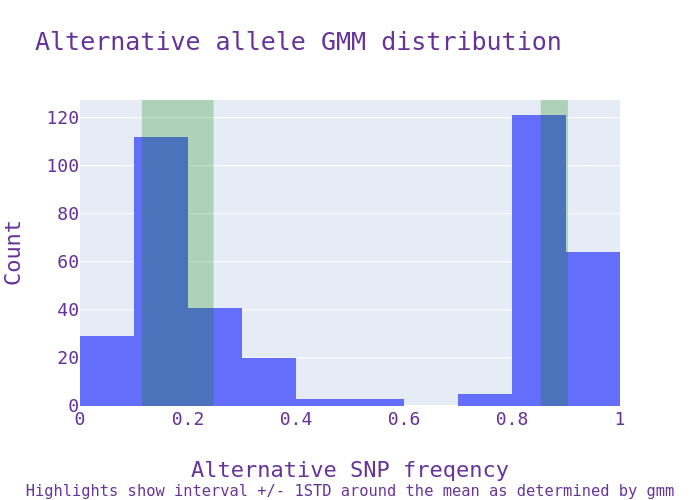 Alternative allele GMM distribution
120
100
80
60
40
20
0
Count
0 0.2 0.4 0.6 0.8 1
Alternative SNP freqency
Highlights show interval +/- 1STD around the mean as determined by gmm